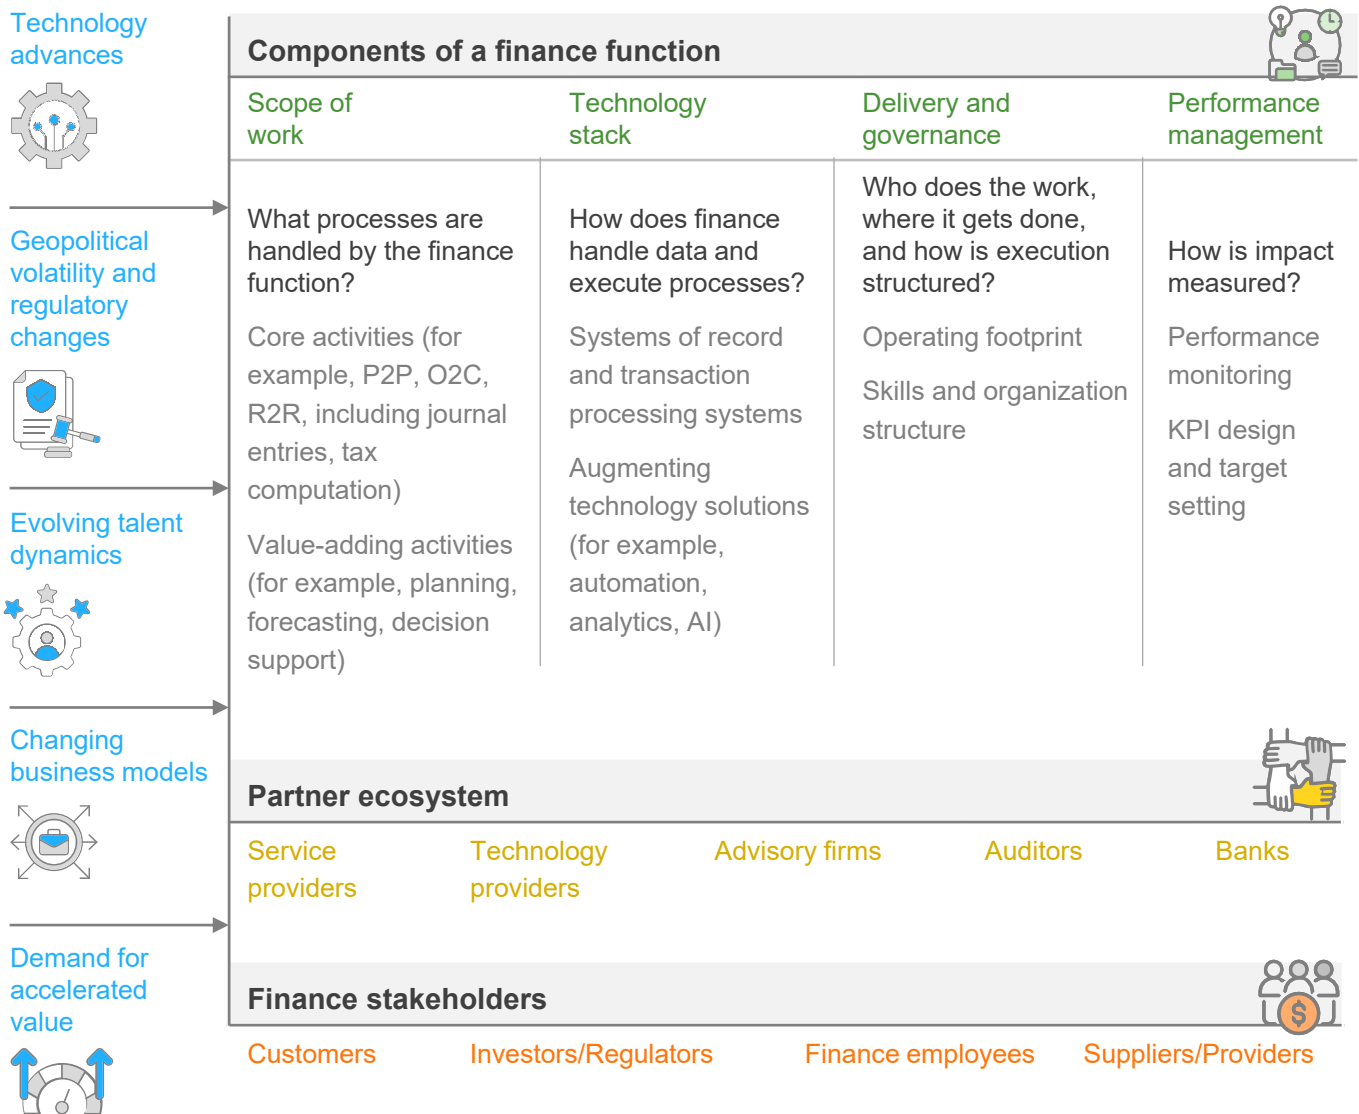 Technology
advances
Geopolitical
volatility and
regulatory
changes
Evolving talent
dynamics
Changing
business models
Demand for
accelerated
value
Components of a finance function
Scope of
work
What processes are
handled by the finance
function?
Core activities (for
example, P2P, O2C,
R2R, including journal
entries, tax
computation)
Value-adding activities
(for example, planning,
forecasting, decision
support)
Technology
stack
How does finance
handle data and
execute processes?
Systems of record
and transaction
processing systems
Augmenting
technology solutions
(for example,
automation,
analytics, AI)
Delivery and
governance
Who does the work,
where it gets done,
and how is execution
structured?
Operating footprint
Skills and organization
structure
Performance
management
How is impact
measured?
Performance
monitoring
KPI design
and target
setting
Partner ecosystem
Service
providers
Technology
providers
Advisory firms
Auditors
Banks
Finance stakeholders
Customers
Investors/Regulators
Finance employees
Suppliers/Providers
$